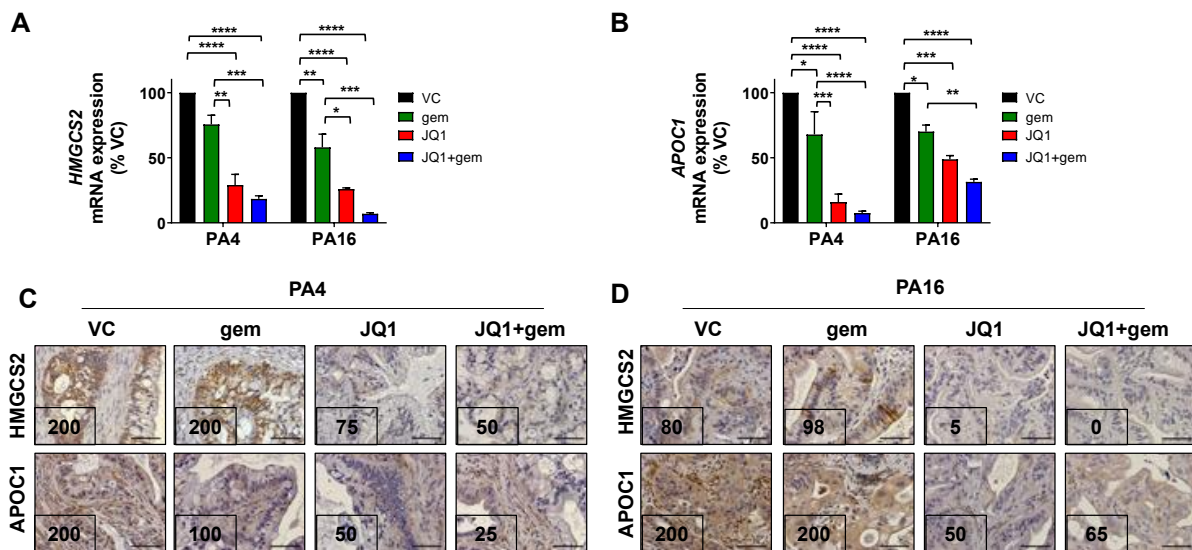 A
HMGCS2
mRNA expression
(% VC)
100
50
0
****
****
***
**
****
****
**
***
*
PA4
PA16
VC
gem
JQ1
JQ1+gem
B
APOC1
mRNA expression
(% VC)
100
50
0
****
****
*
****
***
****
***
*
**
PA4
PA16
VC
gem
JQ1
JQ1+gem
C
PA4
VC gem JQ1 JQ1+gem
HMGCS2
200 200 75 50
APOC1
200 100 50 25
D
PA16
VC gem JQ1 JQ1+gem
HMGCS2
80 98 5 0
APOC1
200 200 50 65